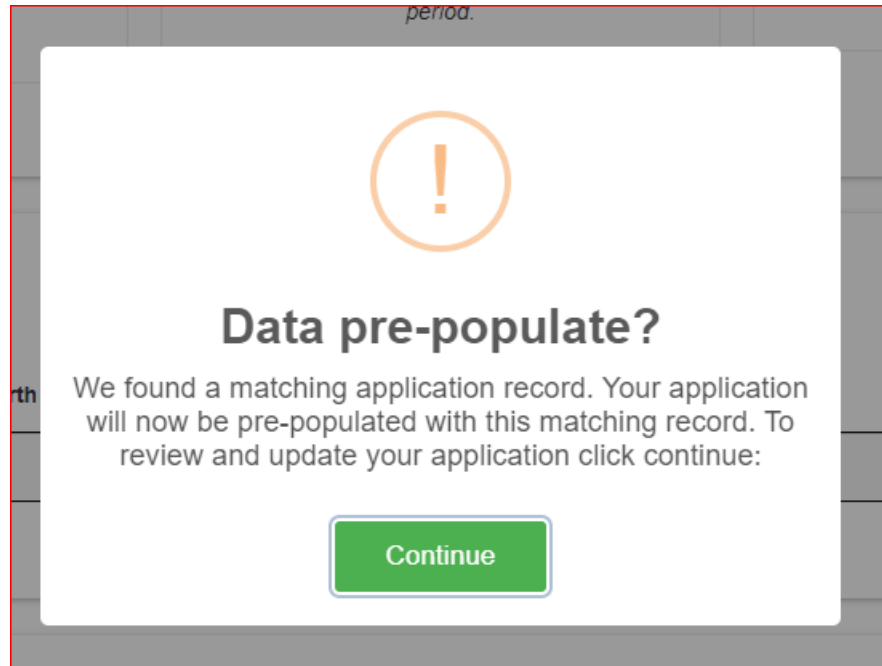 period.
!
Data pre-populate?
We found a matching application record. Your application
will now be pre-populated with this matching record. To
rth
review and update your application click continue:
Continue